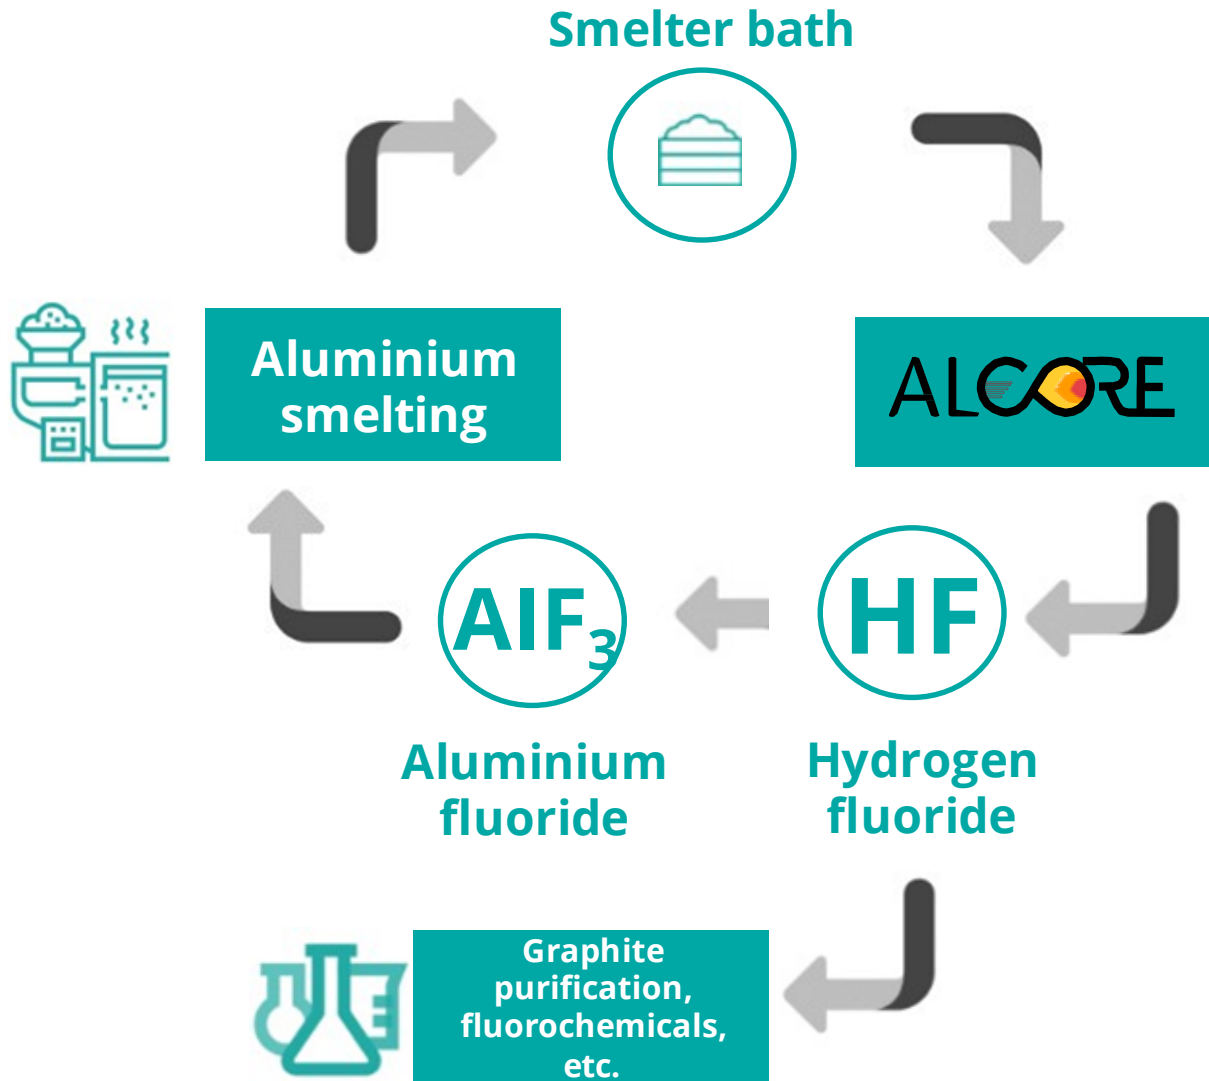 Smelter bath
Aluminium
smelting
ALCORE
AlF₃
HF
Aluminium
fluoride
Hydrogen
fluoride
Graphite
purification,
fluorochemicals,
etc.